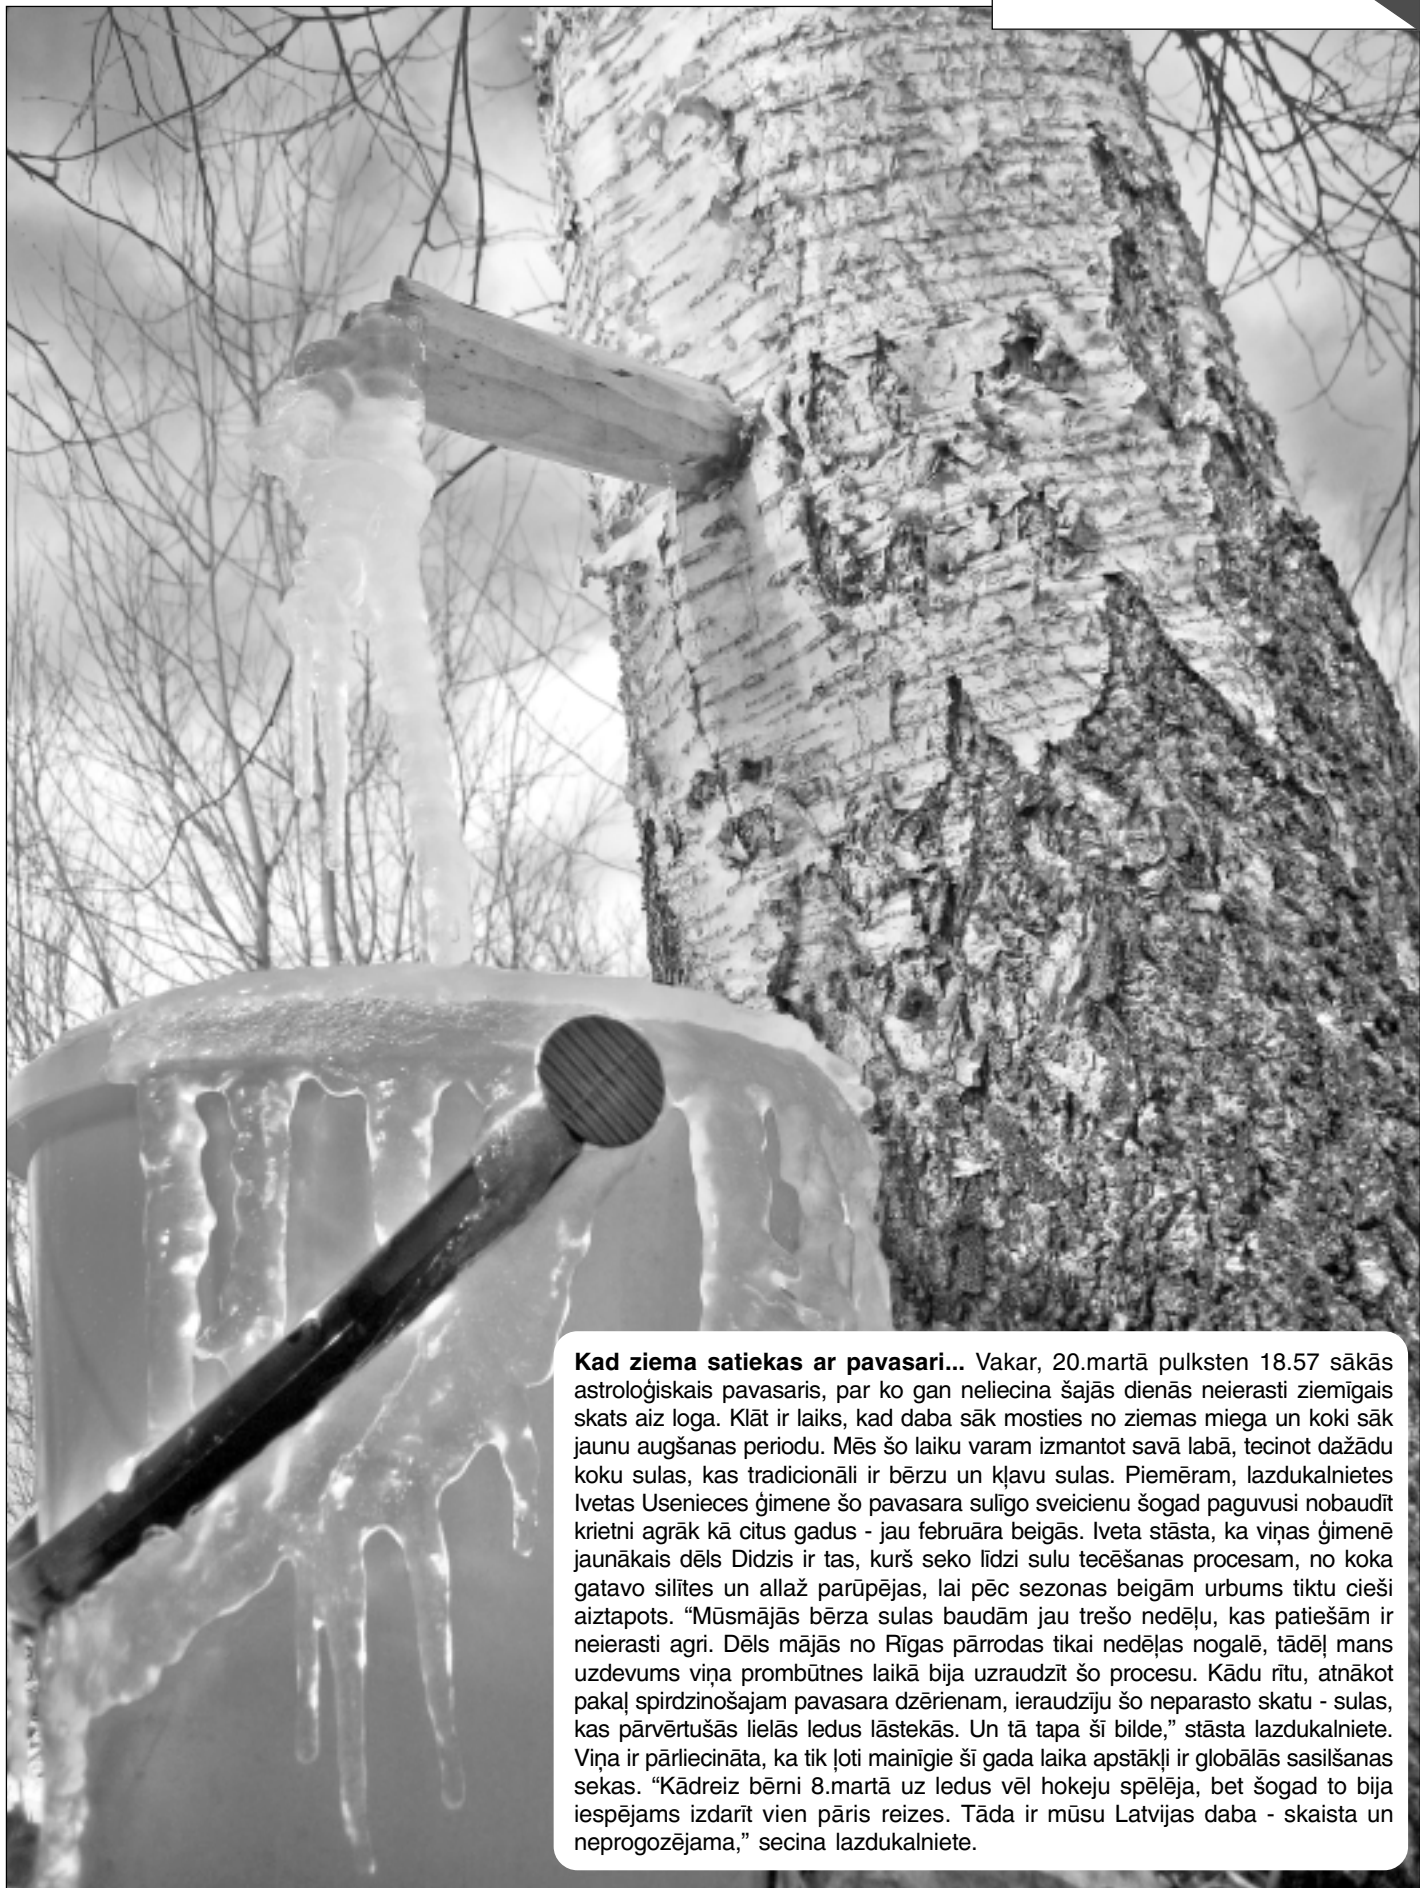 Kad ziema satiekas ar pavasari... Vakar, 20.martā pulksten 18.57 sākās
astroloģiskais pavasaris, par ko gan neliecina šajās dienās neierasti ziemīgais
skats aiz loga. Klāt ir laiks, kad daba sāk mosties no ziemas miega un koki sāk
jaunu augšanas periodu. Mēs šo laiku varam izmantot savā labā, tecinot dažādu
koku sulas, kas tradicionāli ir bērzu un kļavu sulas. Piemēram, lazdukalnietes
Ivetas Usenieces ģimene šo pavasara sulīgo sveicienu šogad paguvusi nobaudīt
krietni agrāk kā citus gadus - jau februāra beigās. Iveta stāsta, ka viņas ģimenē
jaunākais dēls Didzis ir tas, kurš seko līdzi sulu tecēšanas procesam, no koka
gatavo silītes un allaž parūpējas, lai pēc sezonas beigām urbums tiktu cieši
aiztapots. “Mūsmājās bērza sulas baudām jau trešo nedēļu, kas patiešām ir
neierasti agri. Dēls mājās no Rīgas pārrodas tikai nedēļas nogalē, tādēļ mans
uzdevums viņa prombūtnes laikā bija uzraudzīt šo procesu. Kādu rītu, atnākot
pakaļ spirdzinošajam pavasara dzērienam, ieraudzīju šo neparasto skatu - sulas,
kas pārvērtušās lielās ledus lāstekās. Un tā tapa šī bilde,” stāsta lazdukalniete.
Viņa ir pārliecināta, ka tik ļoti mainīgie šī gada laika apstākļi ir globālās sasilšanas
sekas. “Kādreiz bērni 8.martā uz ledus vēl hokeju spēlēja, bet šogad to bija
iespējams izdarīt vien pāris reizes. Tāda ir mūsu Latvijas daba - skaista un
neprogozējama,” secina lazdukalniete.